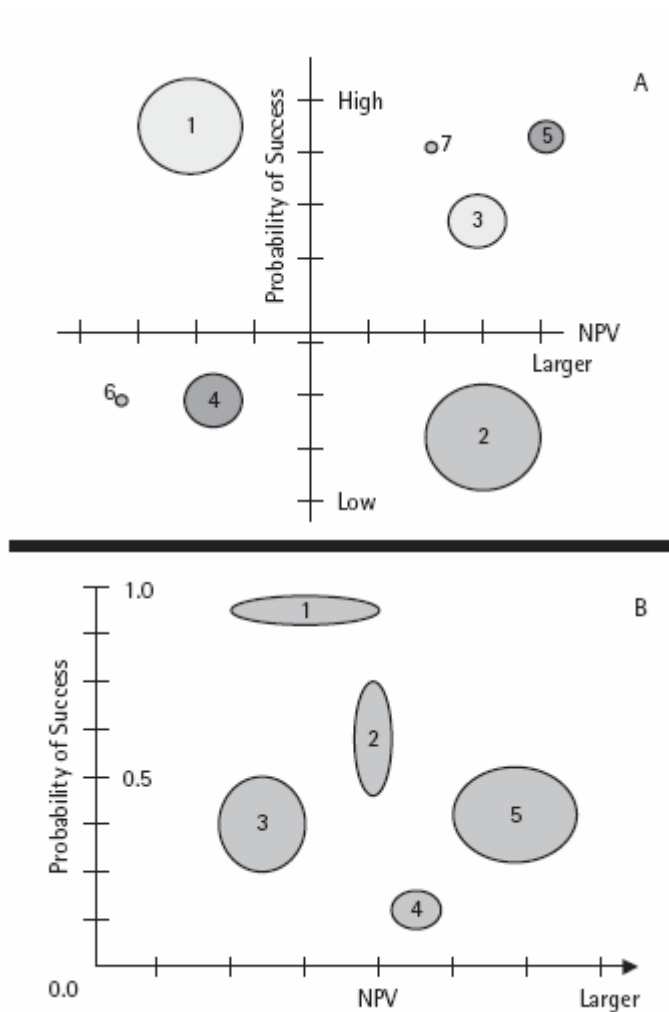 A
High
Probability of Success
1
7
5
3
NPV
Larger
6
4
2
Low
B
1.0
1
Probability of Success
2
0.5
3
5
4
0.0
NPV
Larger